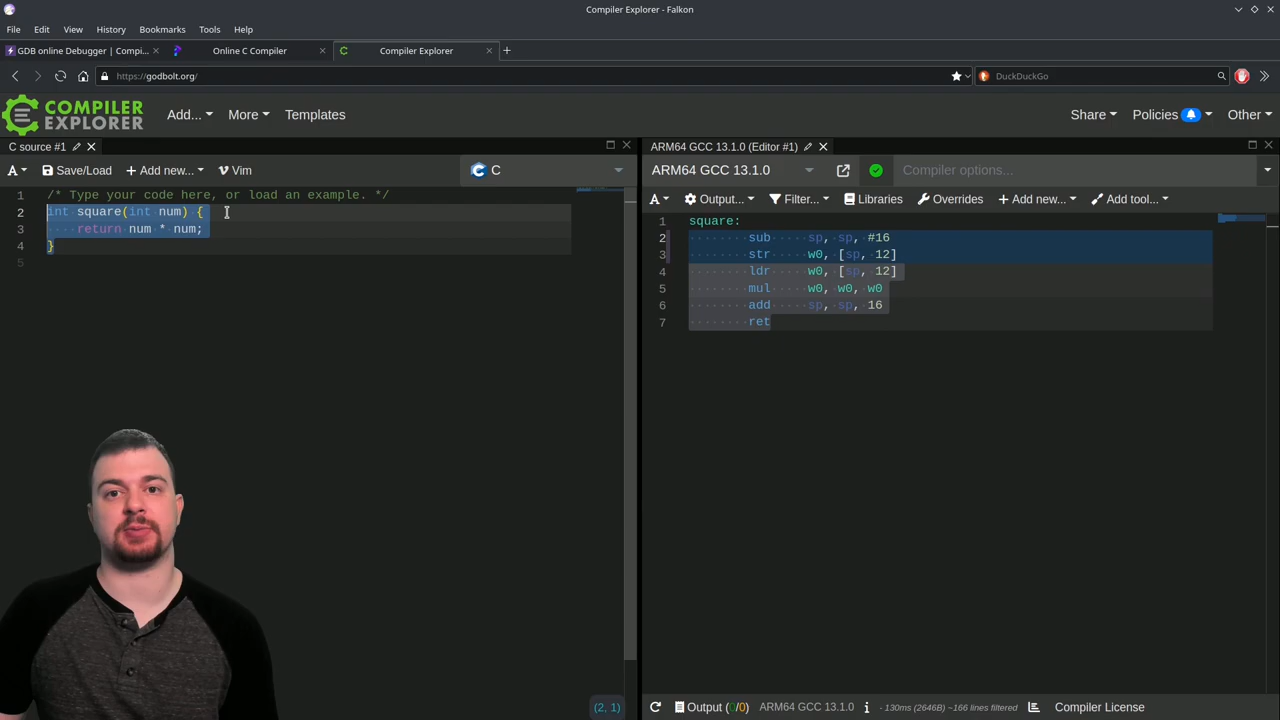 Compiler Explorer - Falkon
File Edit View History Bookmarks Tools Help
GDB online Debugger | Compi... Online C Compiler Compiler Explorer
https://godbolt.org/ DuckDuckGo
COMPILER EXPLORER Add... More Templates Share Policies Other
C source #1 ARM64 GCC 13.1.0 (Editor #1)
A Save/Load Add new... Vim C ARM64 GCC 13.1.0 Compiler options...
A Output... Filter... Libraries Overrides Add new... Add tool...
1 /* Type your code here, or load an example. */
2 int square(int num) {
3 return num * num;
4 }
5
1 square:
2 sub sp, sp, #16
3 str w0, [sp, 12]
4 ldr w0, [sp, 12]
5 mul w0, w0, w0
6 add sp, sp, 16
7 ret
(2, 1)
Output (0/0) ARM64 GCC 13.1.0 i - 130ms (2646B) ~166 lines filtered Compiler License